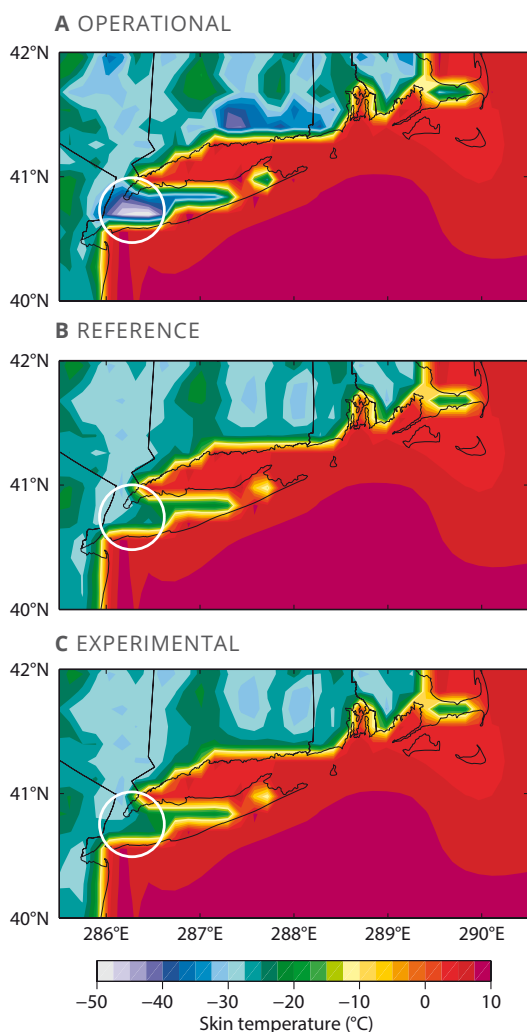 A OPERATIONAL
42°N
41°N
40°N
B REFERENCE
42°N
41°N
40°N
C EXPERIMENTAL
42°N
41°N
40°N
286°E 287°E 288°E 289°E 290°E
−50 −40 −30 −20 −10 0 10
Skin temperature (°C)